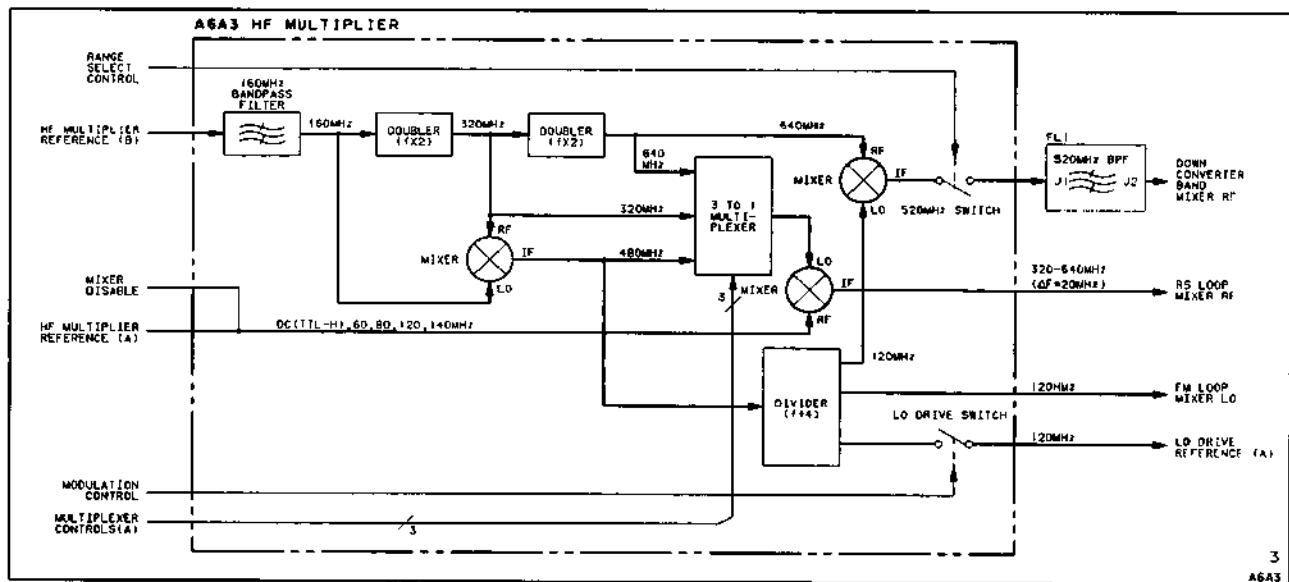 A6A3 HF MULTIPLIER
RANGE
SELECT
CONTROL
160MHz
BANDPASS
FILTER
HF MULTIPLIER
REFERENCE (B)
160MHz
DOUBLER
(fX2)
320MHz
DOUBLER
(fX2)
640MHz
640
MHz
RF
MIXER
IF
LO
520MHz SWITCH
FL1
520MHz BPF
J1
J2
DOWN
CONVERTER
BAND
MIXER RF
3 TO 1
MULTI-
PLEXER
320MHz
RF
MIXER
IF
LO
480MHz
3
MIXER
LO
IF
RF
320-640MHz
(ΔF=20MHz)
RS LOOP
MIXER RF
MIXER
DISABLE
HF MULTIPLIER
REFERENCE (A)
DC(TTL-H),60,80,120,140MHz
120MHz
DIVIDER
(f÷4)
120MHz
FM LOOP
MIXER LO
LO DRIVE SWITCH
120MHz
LO DRIVE
REFERENCE (A)
MODULATION
CONTROL
MULTIPLEXER
CONTROLS(A)
3
3
A6A3